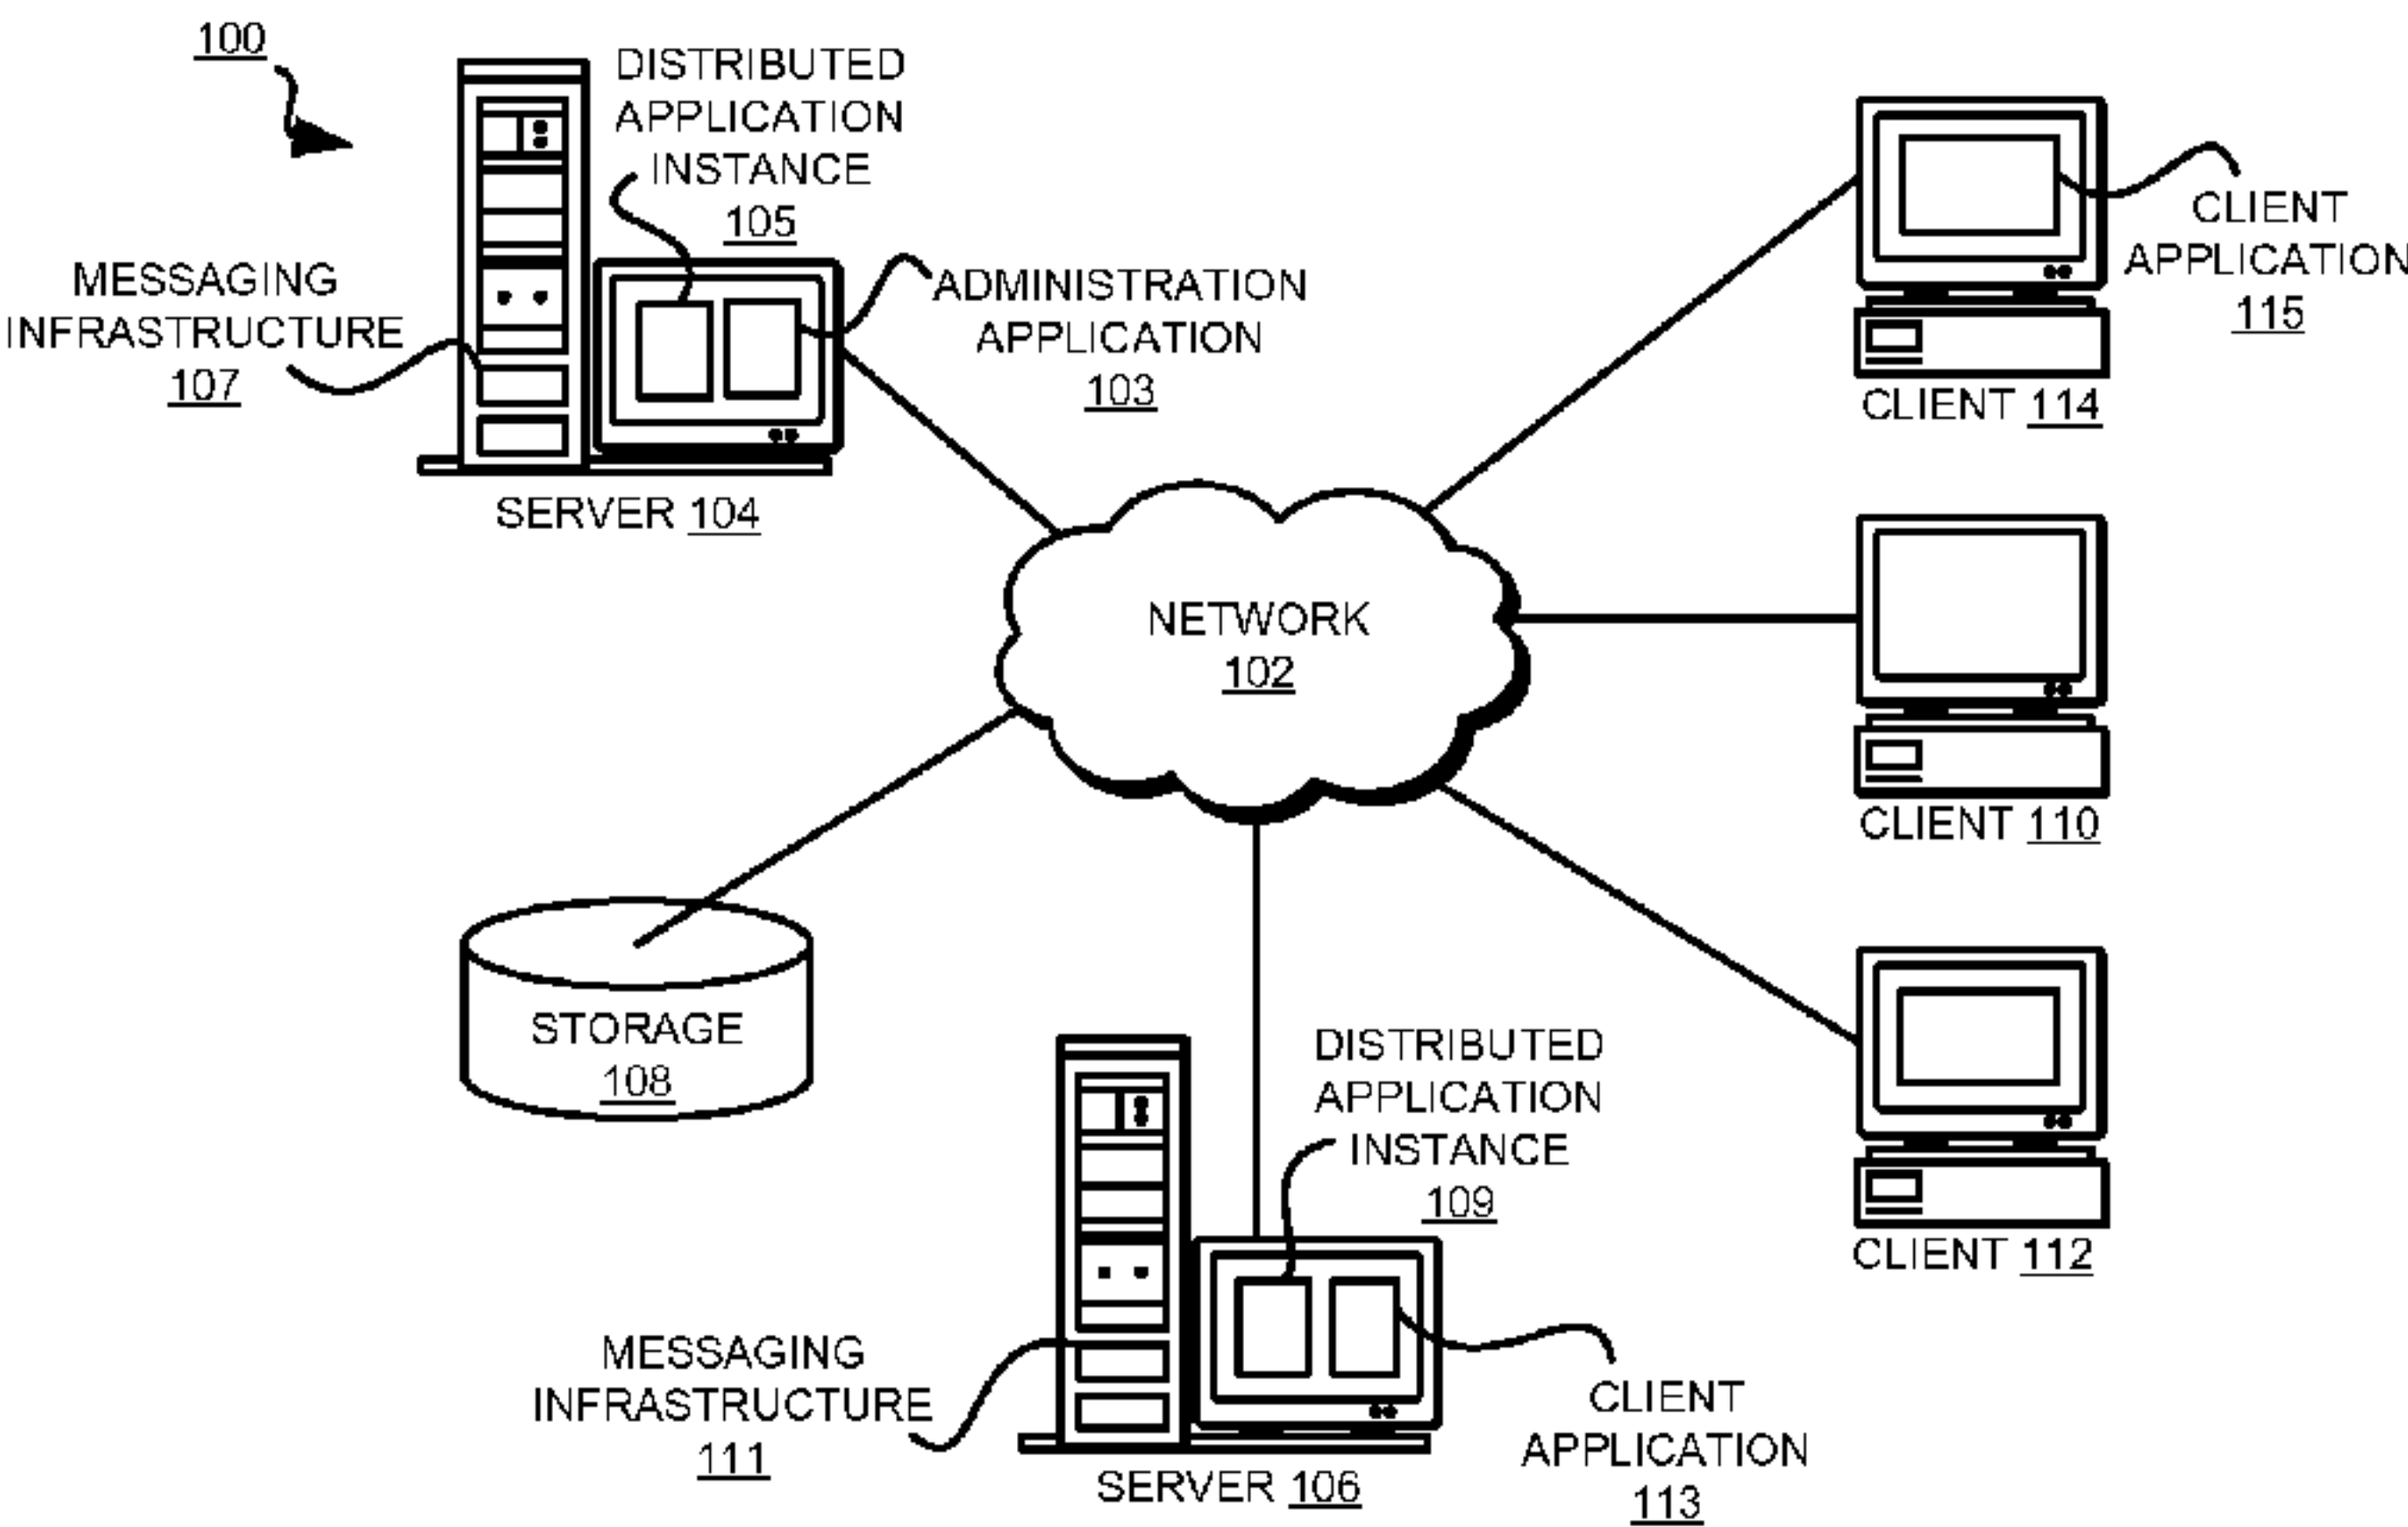 100
DISTRIBUTED
APPLICATION
INSTANCE
105
MESSAGING
INFRASTRUCTURE
107
ADMINISTRATION
APPLICATION
103
SERVER 104
CLIENT
APPLICATION
115
CLIENT 114
NETWORK
102
CLIENT 110
STORAGE
108
DISTRIBUTED
APPLICATION
INSTANCE
109
CLIENT 112
MESSAGING
INFRASTRUCTURE
111
CLIENT
APPLICATION
113
SERVER 106